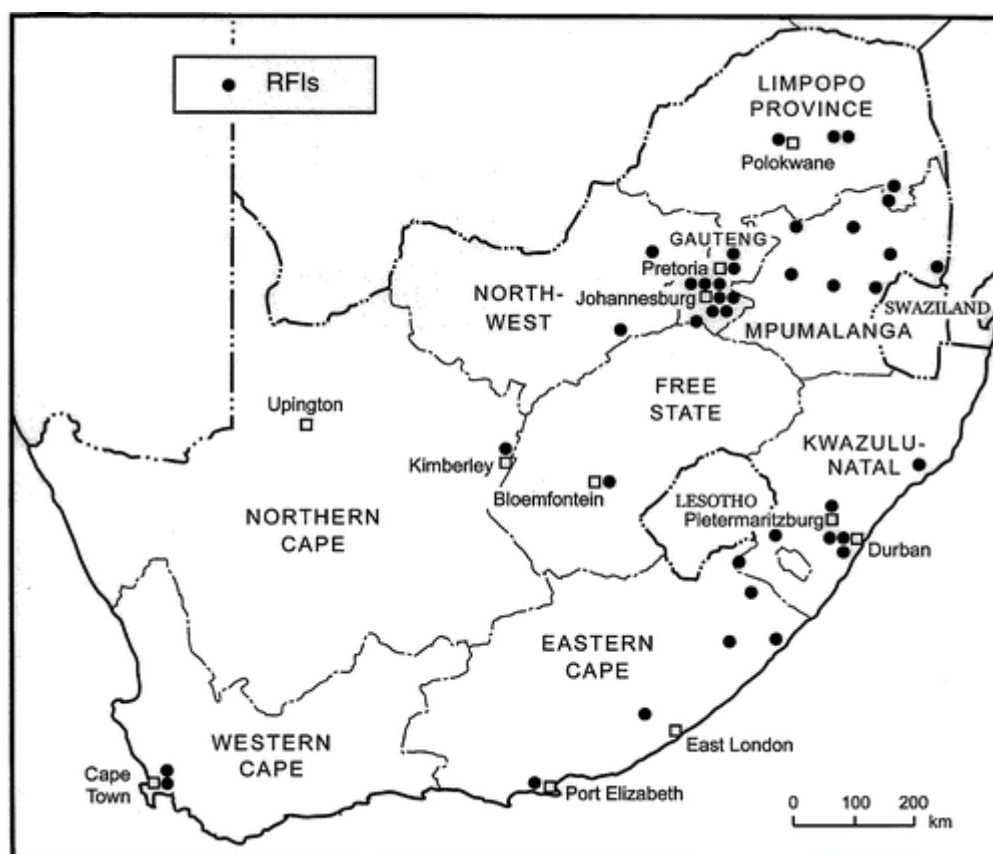 RFIs
LIMPOPO
PROVINCE
Polokwane
GAUTENG
Pretoria
Johannesburg
NORTH-
WEST
SWAZILAND
MPUMALANGA
FREE
STATE
Upington
KWAZULU-
NATAL
Kimberley
Bloemfontein
LESOTHO
Pietermaritzburg
Durban
NORTHERN
CAPE
EASTERN
CAPE
WESTERN
CAPE
East London
Cape
Town
Port Elizabeth
0 100 200
km